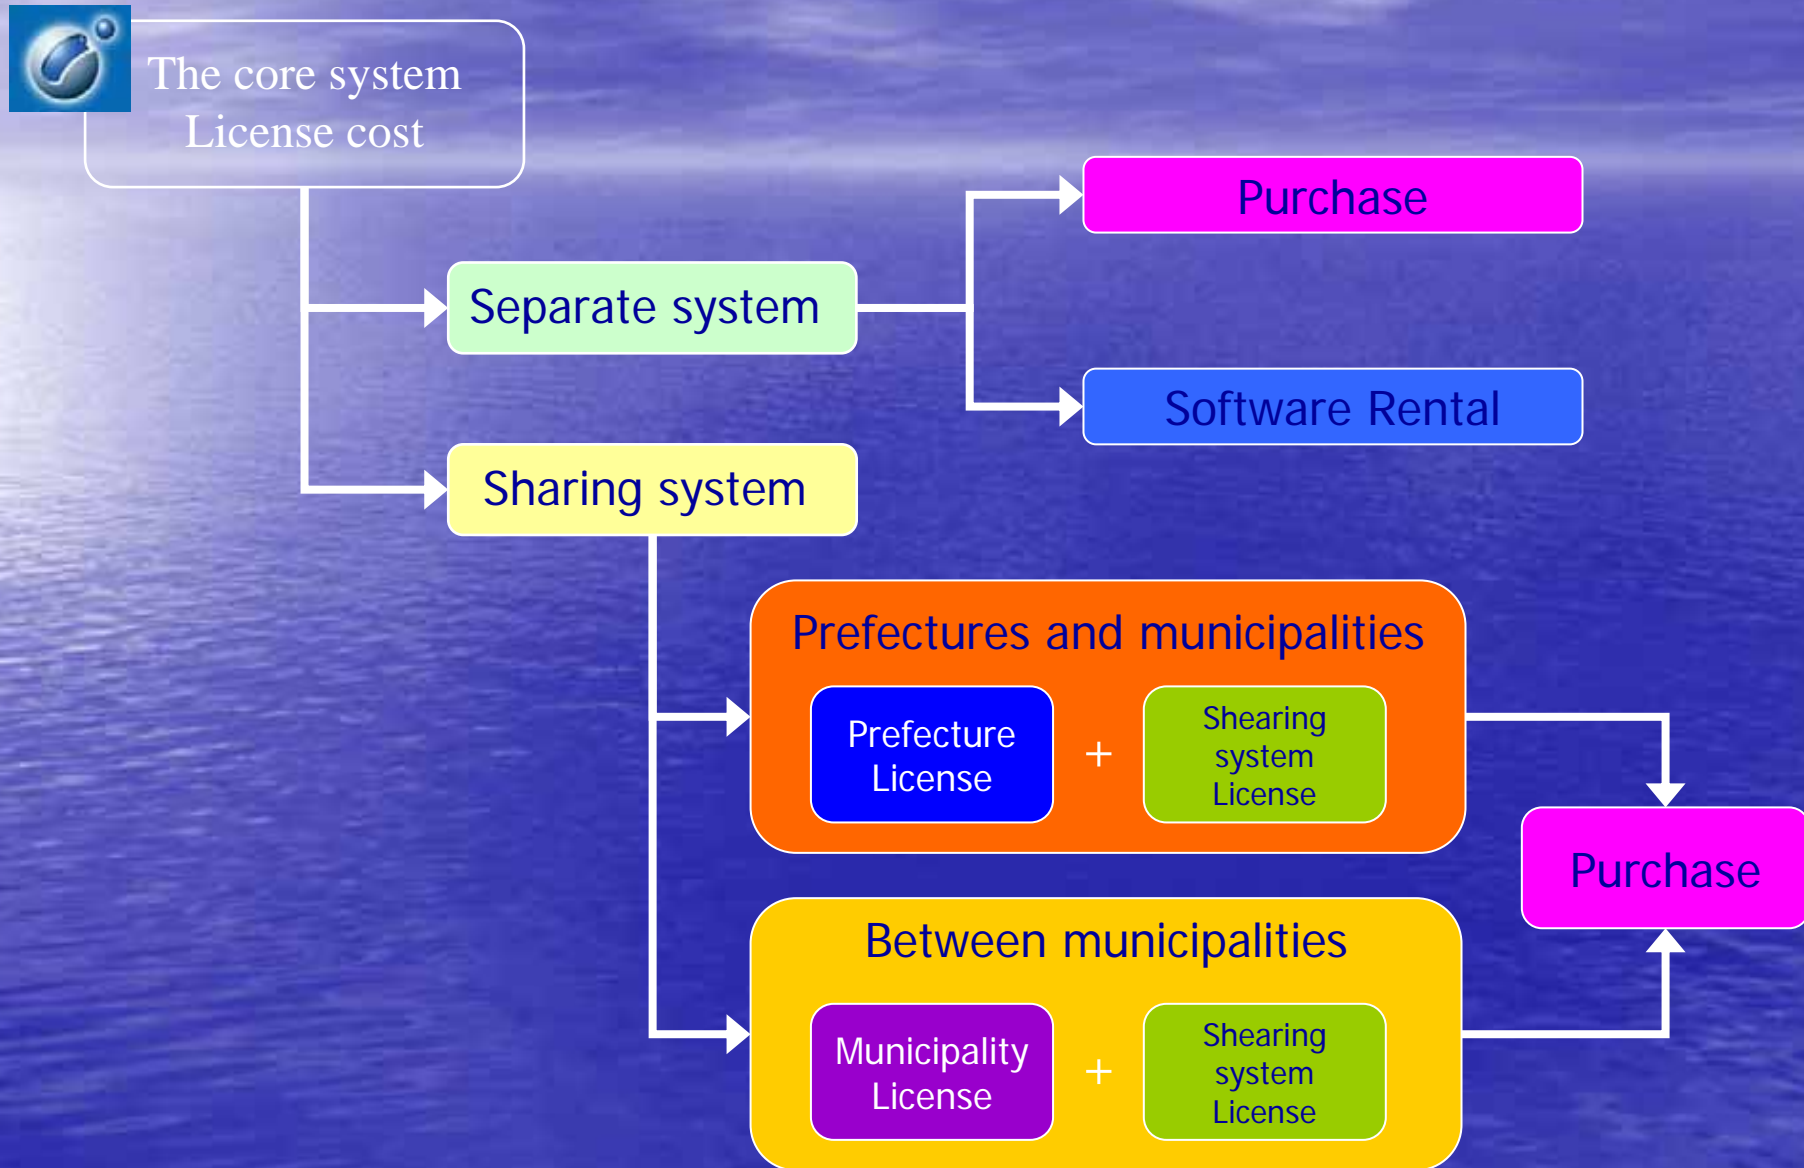 The core system
License cost
Purchase
Separate system
Software Rental
Sharing system
Prefectures and municipalities
Prefecture
License
+
Shearing
system
License
Purchase
Between municipalities
Municipality
License
+
Shearing
system
License